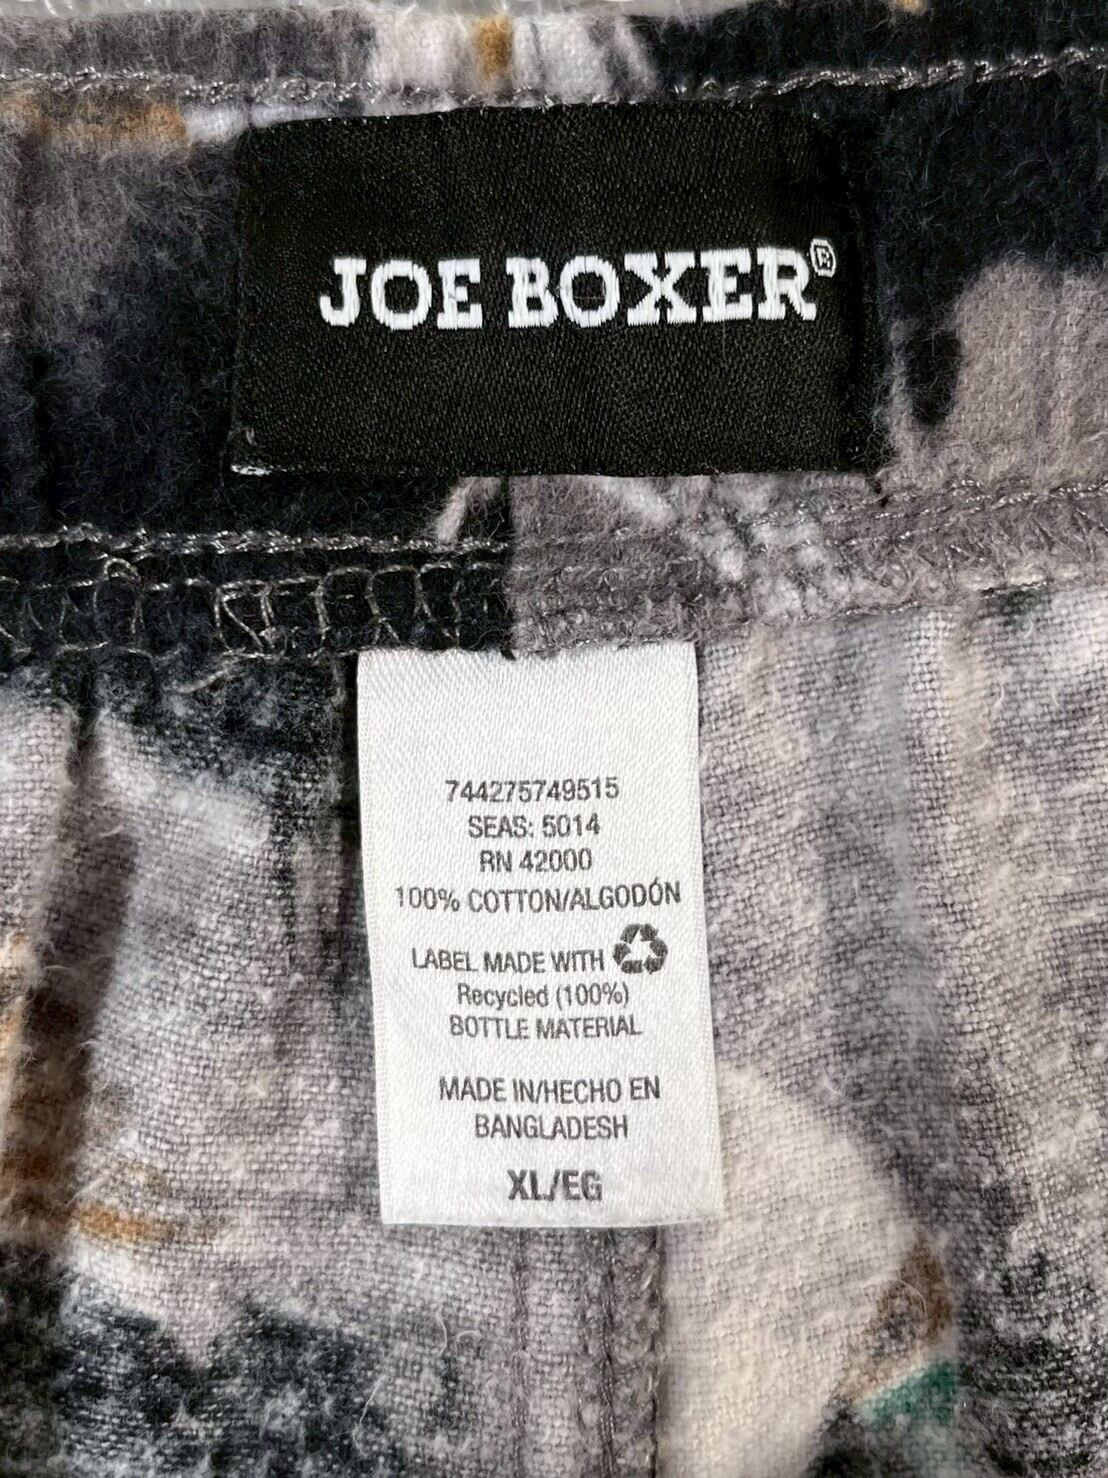 JOE BOXER®
744275749515
SEAS: 5014
RN 42000
100% COTTON/ALGODÓN
LABEL MADE WITH
Recycled (100%)
BOTTLE MATERIAL
MADE IN/HECHO EN
BANGLADESH
XL/EG